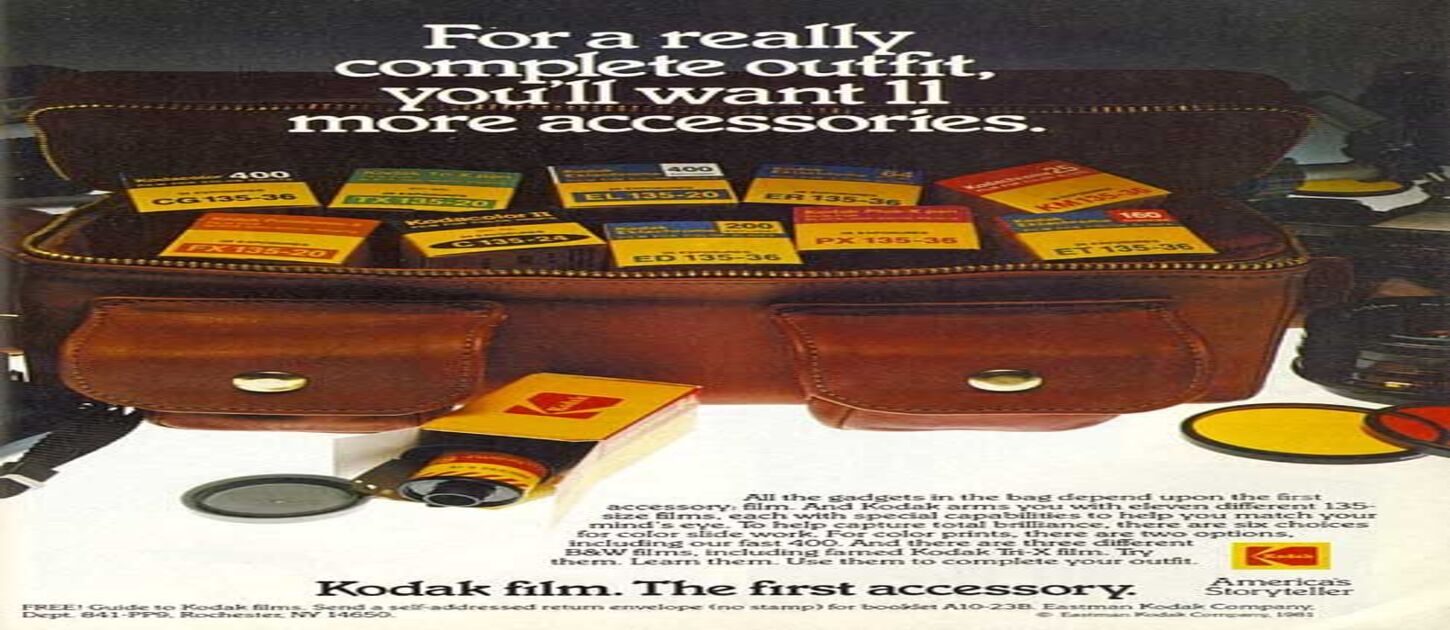 For a really
complete outfit,
you'll want 11
more accessories.
Kodacolor 400
CG 135-36
TX 135-20
400
EL 135-20
64
ER 135-36
Kodachrome 25
KM 135-36
FX 135-20
Kodacolor II
C 135-24
200
ED 135-36
PX 135-36
160
ET 135-36
Kodak
All the gadgets in the bag depend upon the first
accessory: film. And Kodak arms you with eleven different 135-
size films, each with special capabilities to help you match your
mind's eye. To help capture total brilliance, there are six choices
for color slide work. For color prints, there are two options,
including our fast 400. And there are three different
B&W films, including famed Kodak Tri-X film. Try
them. Learn them. Use them to complete your outfit.
Kodak
America's
Storyteller
Kodak film. The first accessory.
FREE! Guide to Kodak films. Send a self-addressed return envelope (no stamp) for booklet A10-23B. Eastman Kodak Company,
Dept. 841-PP9, Rochester, NY 14650.
© Eastman Kodak Company, 1981